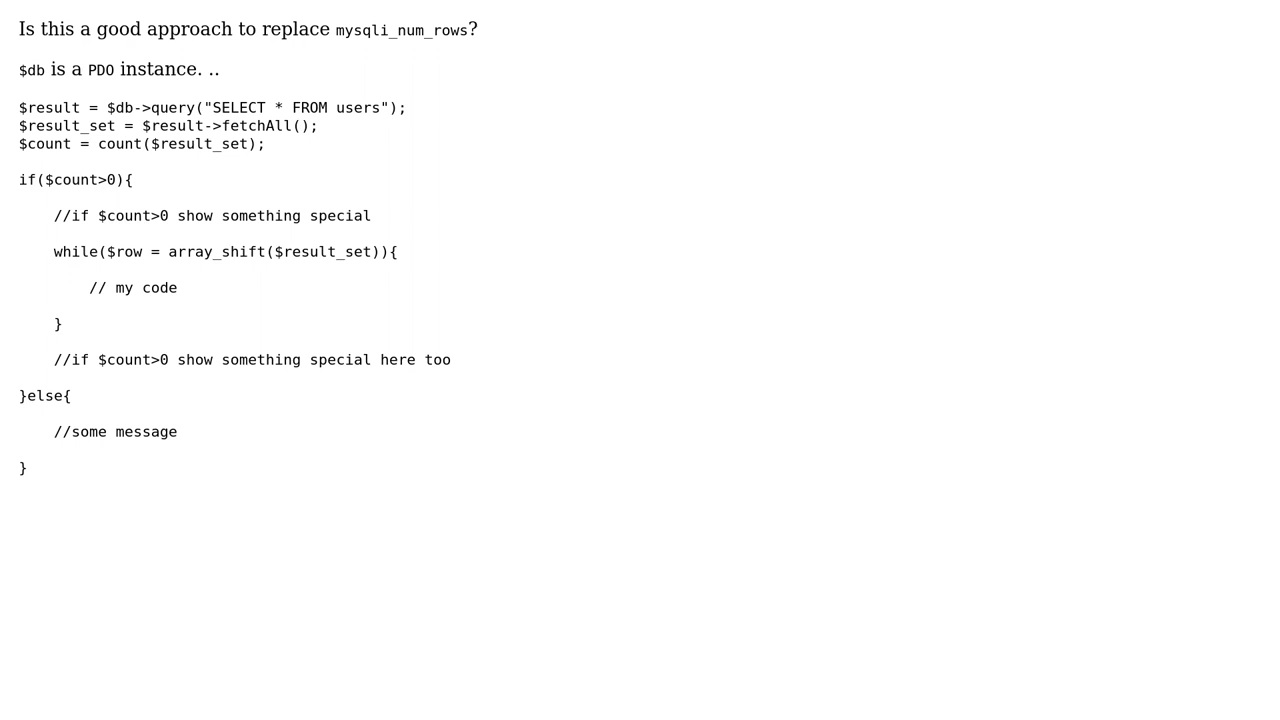 Is this a good approach to replace mysqli_num_rows?
$db is a PDO instance. ..
$result = $db->query("SELECT * FROM users");
$result_set = $result->fetchAll();
$count = count($result_set);
if($count>0){
    //if $count>0 show something special
    while($row = array_shift($result_set)){
        // my code
    }
    //if $count>0 show something special here too
}else{
    //some message
}